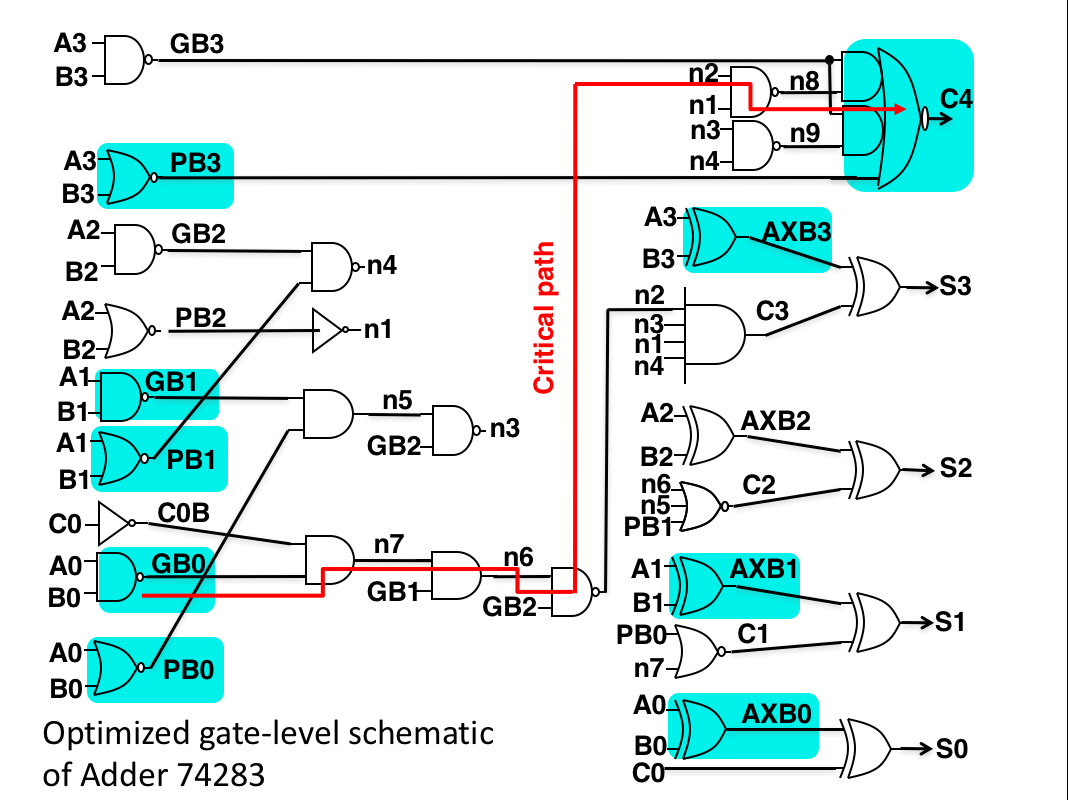 A3
GB3
B3
A3
PB3
B3
A2
GB2
B2
n4
A2
PB2
B2
n1
A1
GB1
B1
n5
GB2
n3
A1
PB1
B1
C0
C0B
A0
GB0
B0
n7
GB1
n6
GB2
A0
PB0
B0
Critical path
n2
n8
n1
n3
n9
n4
C4
A3
AXB3
B3
S3
n2
n3
n1
n4
C3
A2
AXB2
B2
S2
n6
n5
PB1
C2
A1
AXB1
B1
S1
PB0
C1
n7
A0
AXB0
B0
C0
S0
Optimized gate-level schematic
of Adder 74283